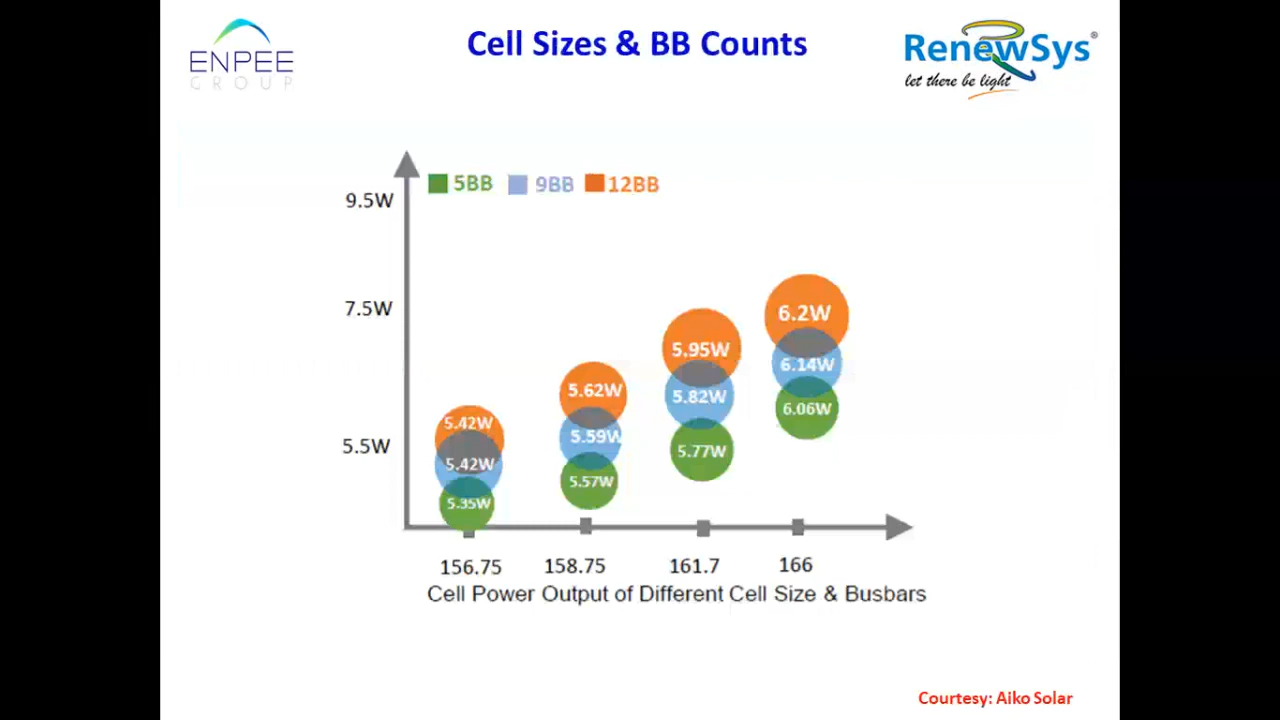 ENPEE
GROUP
Cell Sizes & BB Counts
RenewSys®
let there be light
5BB 9BB 12BB
9.5W
7.5W
5.5W
5.42W
5.42W
5.35W
5.62W
5.59W
5.57W
5.95W
5.82W
5.77W
6.2W
6.14W
6.06W
156.75 158.75 161.7 166
Cell Power Output of Different Cell Size & Busbars
Courtesy: Aiko Solar